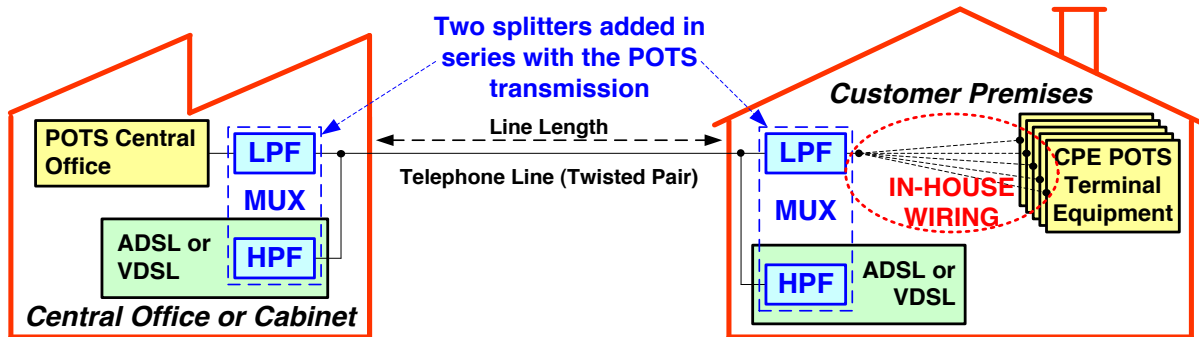 Two splitters added in
series with the POTS
transmission
POTS Central
Office
LPF
MUX
ADSL or
VDSL
HPF
Central Office or Cabinet
Line Length
Telephone Line (Twisted Pair)
Customer Premises
LPF
MUX
HPF
ADSL or
VDSL
IN-HOUSE
WIRING
CPE POTS
Terminal
Equipment